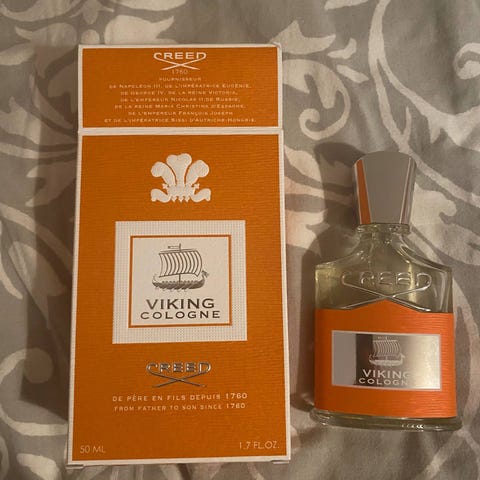 CREED
1760
FOURNISSEUR
DE NAPOLÉON III, DE L'IMPÉRATRICE EUGÉNIE,
DE GEORGE IV, DE LA REINE VICTORIA,
DE L'EMPEREUR NICOLAS II DE RUSSIE,
DE LA REINE MARIA CHRISTINA D'ESPAGNE,
DE L'EMPEREUR FRANÇOIS JOSEPH
ET DE L'IMPÉRATRICE SISSI D'AUTRICHE-HONGRIE.
VIKING
COLOGNE
CREED
DE PÈRE EN FILS DEPUIS 1760
FROM FATHER TO SON SINCE 1760
50 ML 1.7 FL.OZ.
CREED
VIKING
COLOGNE